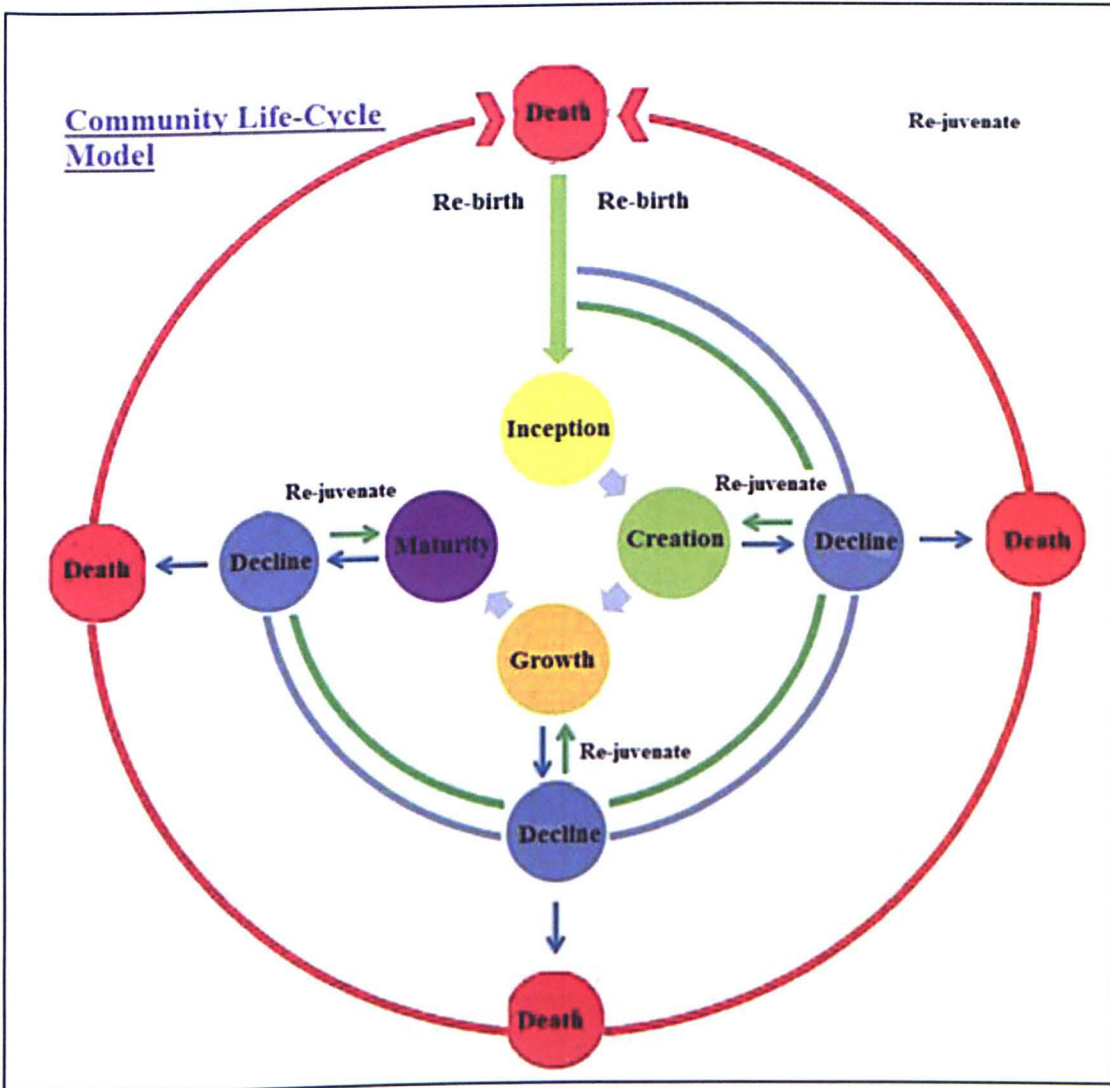 Community Life-Cycle
Model
Death
Re-juvenate
Re-birth
Re-birth
Inception
Re-juvenate
Re-juvenate
Death
Decline
Maturity
Creation
Decline
Death
Growth
Re-juvenate
Decline
Death